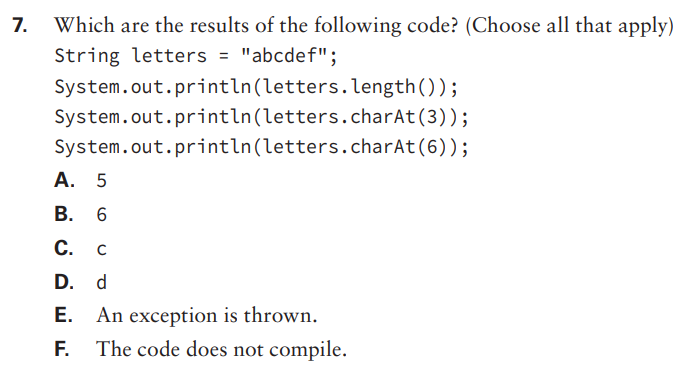 7. Which are the results of the following code? (Choose all that apply)
String letters = "abcdef";
System.out.println(letters.length());
System.out.println(letters.charAt(3));
System.out.println(letters.charAt(6));
A. 5
B. 6
C. c
D. d
E. An exception is thrown.
F. The code does not compile.